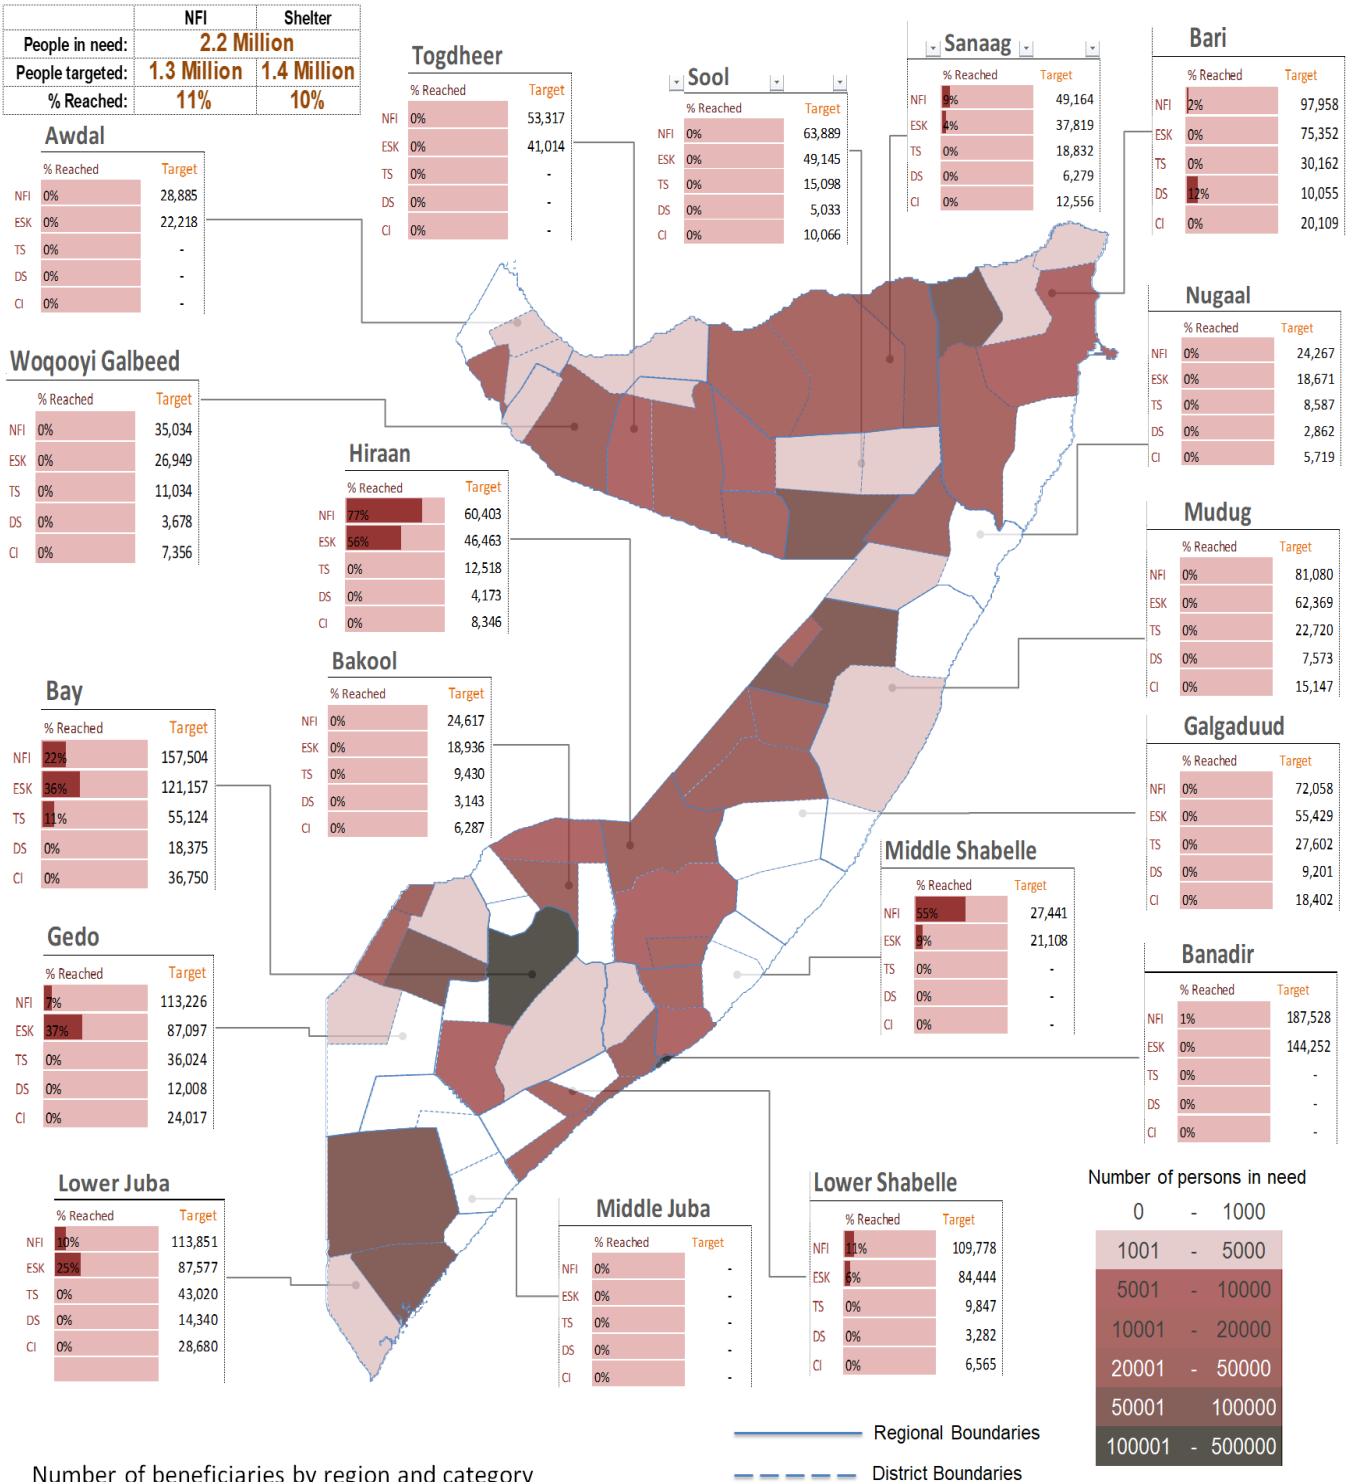 NFI Shelter
People in need: 2.2 Million
People targeted: 1.3 Million 1.4 Million
% Reached: 11% 10%
Awdal
% Reached Target
NFI 0% 28,885
ESK 0% 22,218
TS 0% -
DS 0% -
CI 0% -
Togdheer
% Reached Target
NFI 0% 53,317
ESK 0% 41,014
TS 0% -
DS 0% -
CI 0% -
Sool
% Reached Target
NFI 0% 63,889
ESK 0% 49,145
TS 0% 15,098
DS 0% 5,033
CI 0% 10,066
Sanaag
% Reached Target
NFI 9% 49,164
ESK 4% 37,819
TS 0% 18,832
DS 0% 6,279
CI 0% 12,556
Bari
% Reached Target
NFI 2% 97,958
ESK 0% 75,352
TS 0% 30,162
DS 12% 10,055
CI 0% 20,109
Woqooyi Galbeed
% Reached Target
NFI 0% 35,034
ESK 0% 26,949
TS 0% 11,034
DS 0% 3,678
CI 0% 7,356
Nugaal
% Reached Target
NFI 0% 24,267
ESK 0% 18,671
TS 0% 8,587
DS 0% 2,862
CI 0% 5,719
Hiraan
% Reached Target
NFI 77% 60,403
ESK 56% 46,463
TS 0% 12,518
DS 0% 4,173
CI 0% 8,346
Mudug
% Reached Target
NFI 0% 81,080
ESK 0% 62,369
TS 0% 22,720
DS 0% 7,573
CI 0% 15,147
Bakool
% Reached Target
NFI 0% 24,617
ESK 0% 18,936
TS 0% 9,430
DS 0% 3,143
CI 0% 6,287
Bay
% Reached Target
NFI 22% 157,504
ESK 36% 121,157
TS 11% 55,124
DS 0% 18,375
CI 0% 36,750
Galgaduud
% Reached Target
NFI 0% 72,058
ESK 0% 55,429
TS 0% 27,602
DS 0% 9,201
CI 0% 18,402
Middle Shabelle
% Reached Target
NFI 55% 27,441
ESK 9% 21,108
TS 0% -
DS 0% -
CI 0% -
Gedo
% Reached Target
NFI 7% 113,226
ESK 37% 87,097
TS 0% 36,024
DS 0% 12,008
CI 0% 24,017
Banadir
% Reached Target
NFI 1% 187,528
ESK 0% 144,252
TS 0% -
DS 0% -
CI 0% -
Lower Juba
% Reached Target
NFI 10% 113,851
ESK 25% 87,577
TS 0% 43,020
DS 0% 14,340
CI 0% 28,680
Middle Juba
% Reached Target
NFI 0% -
ESK 0% -
TS 0% -
DS 0% -
CI 0% -
Lower Shabelle
% Reached Target
NFI 11% 109,778
ESK 6% 84,444
TS 0% 9,847
DS 0% 3,282
CI 0% 6,565
Number of persons in need
0 - 1000
1001 - 5000
5001 - 10000
10001 - 20000
20001 - 50000
50001 100000
100001 - 500000
Regional Boundaries
District Boundaries
Number of beneficiaries by region and category